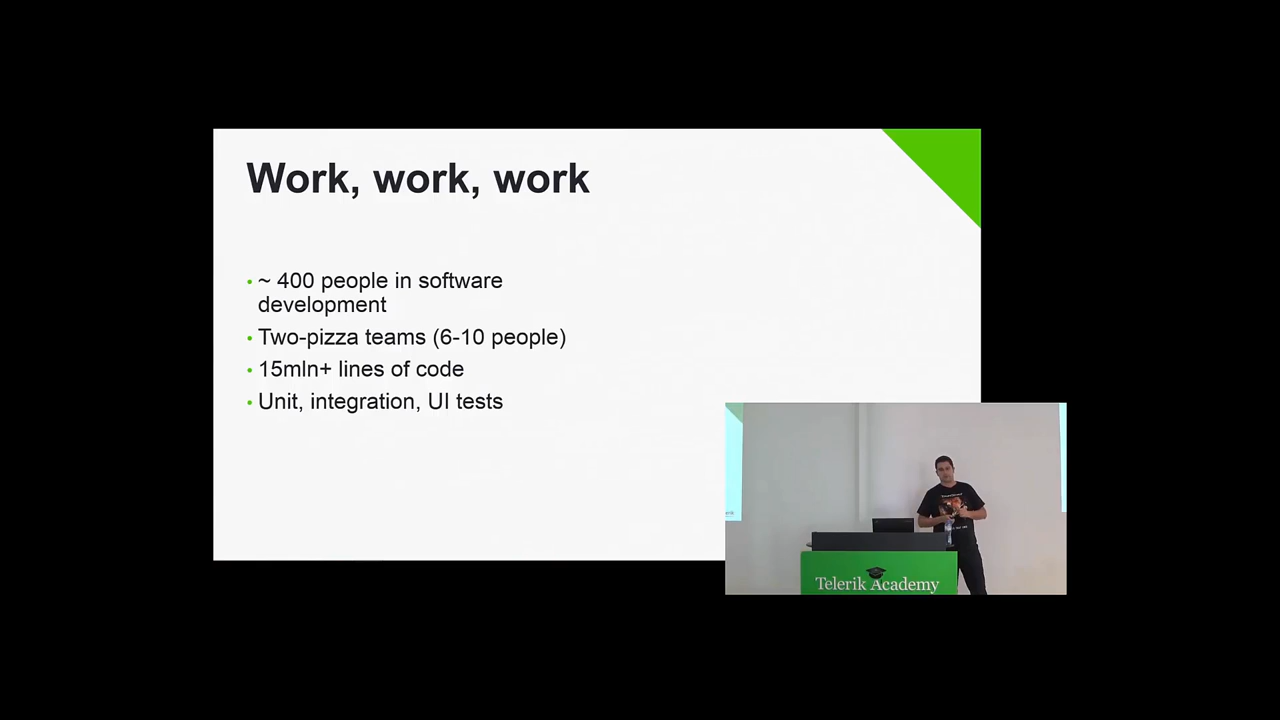 Work, work, work
• ~ 400 people in software
development
• Two-pizza teams (6-10 people)
• 15mln+ lines of code
• Unit, integration, UI tests
Telerik Academy